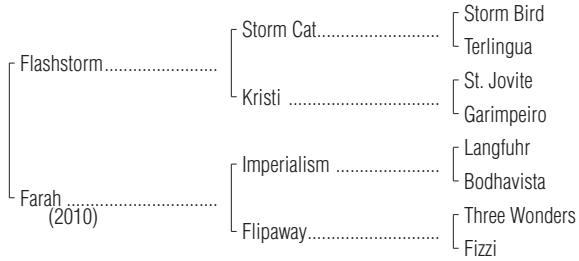 Storm Bird
Storm Cat
Terlingua
Flashstorm
St. Jovite
Kristi
Garimpeiro
Langfuhr
Imperialism
Bodhavista
Farah
(2010)
Three Wonders
Flipaway
Fizzi